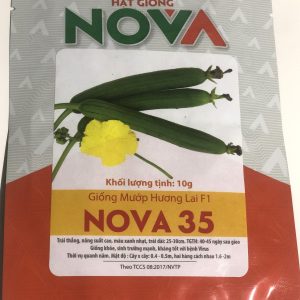 HẠT GIỐNG
NOVA
Khối lượng tịnh: 10g
Giống Mướp Hương Lai F1
NOVA 35
Trái thẳng, năng suất cao, màu xanh nhạt, trái dài: 25-30cm. TGTH: 40-45 ngày sau gieo
Giống khỏe, sinh trưởng mạnh, kháng tốt với bệnh Virus
Thời vụ quanh năm. Mật độ: Cây x cây: 0.4 - 0.5m, hai hàng cách nhau 1.6 -2m
Theo TCCS 08:2017/NVTP